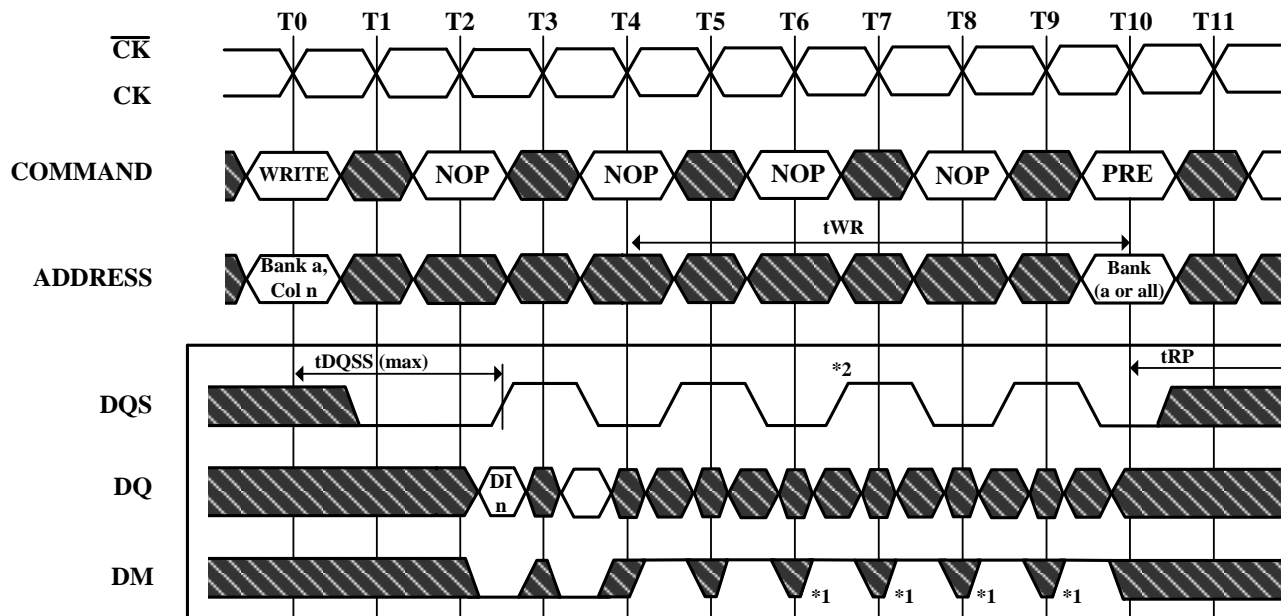 T0 T1 T2 T3 T4 T5 T6 T7 T8 T9 T10 T11
CK
CK
COMMAND WRITE NOP NOP NOP NOP PRE
tWR
ADDRESS Bank a, Col n Bank (a or all)
tDQSS (max) *2 tRP
DQS
DQ DI n
DM *1 *1 *1 *1